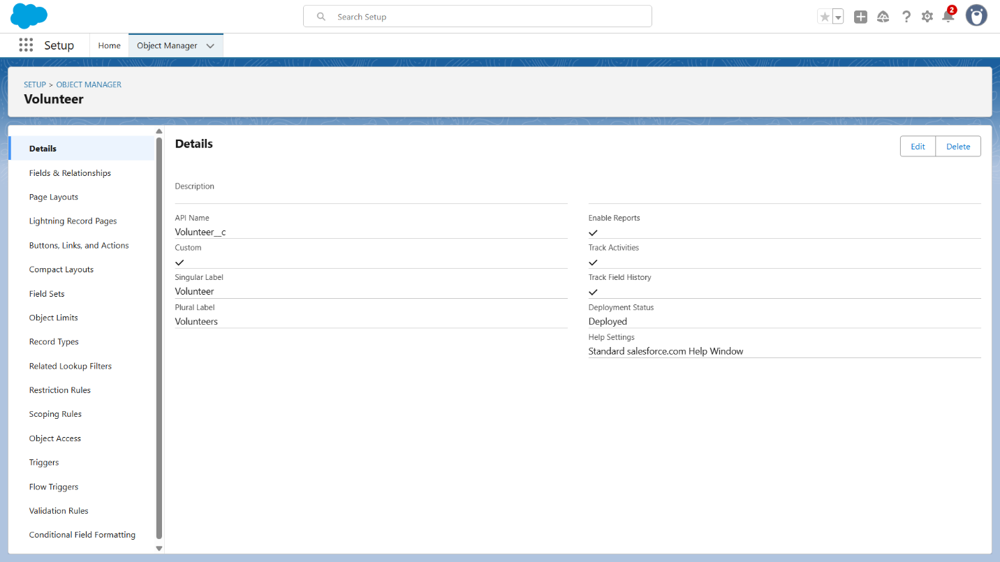 Search Setup
2
Setup
Home
Object Manager
SETUP > OBJECT MANAGER
Volunteer
Details
Fields & Relationships
Page Layouts
Lightning Record Pages
Buttons, Links, and Actions
Compact Layouts
Field Sets
Object Limits
Record Types
Related Lookup Filters
Restriction Rules
Scoping Rules
Object Access
Triggers
Flow Triggers
Validation Rules
Conditional Field Formatting
Details
Edit
Delete
Description
API Name
Volunteer__c
Custom
Singular Label
Volunteer
Plural Label
Volunteers
Enable Reports
Track Activities
Track Field History
Deployment Status
Deployed
Help Settings
Standard salesforce.com Help Window